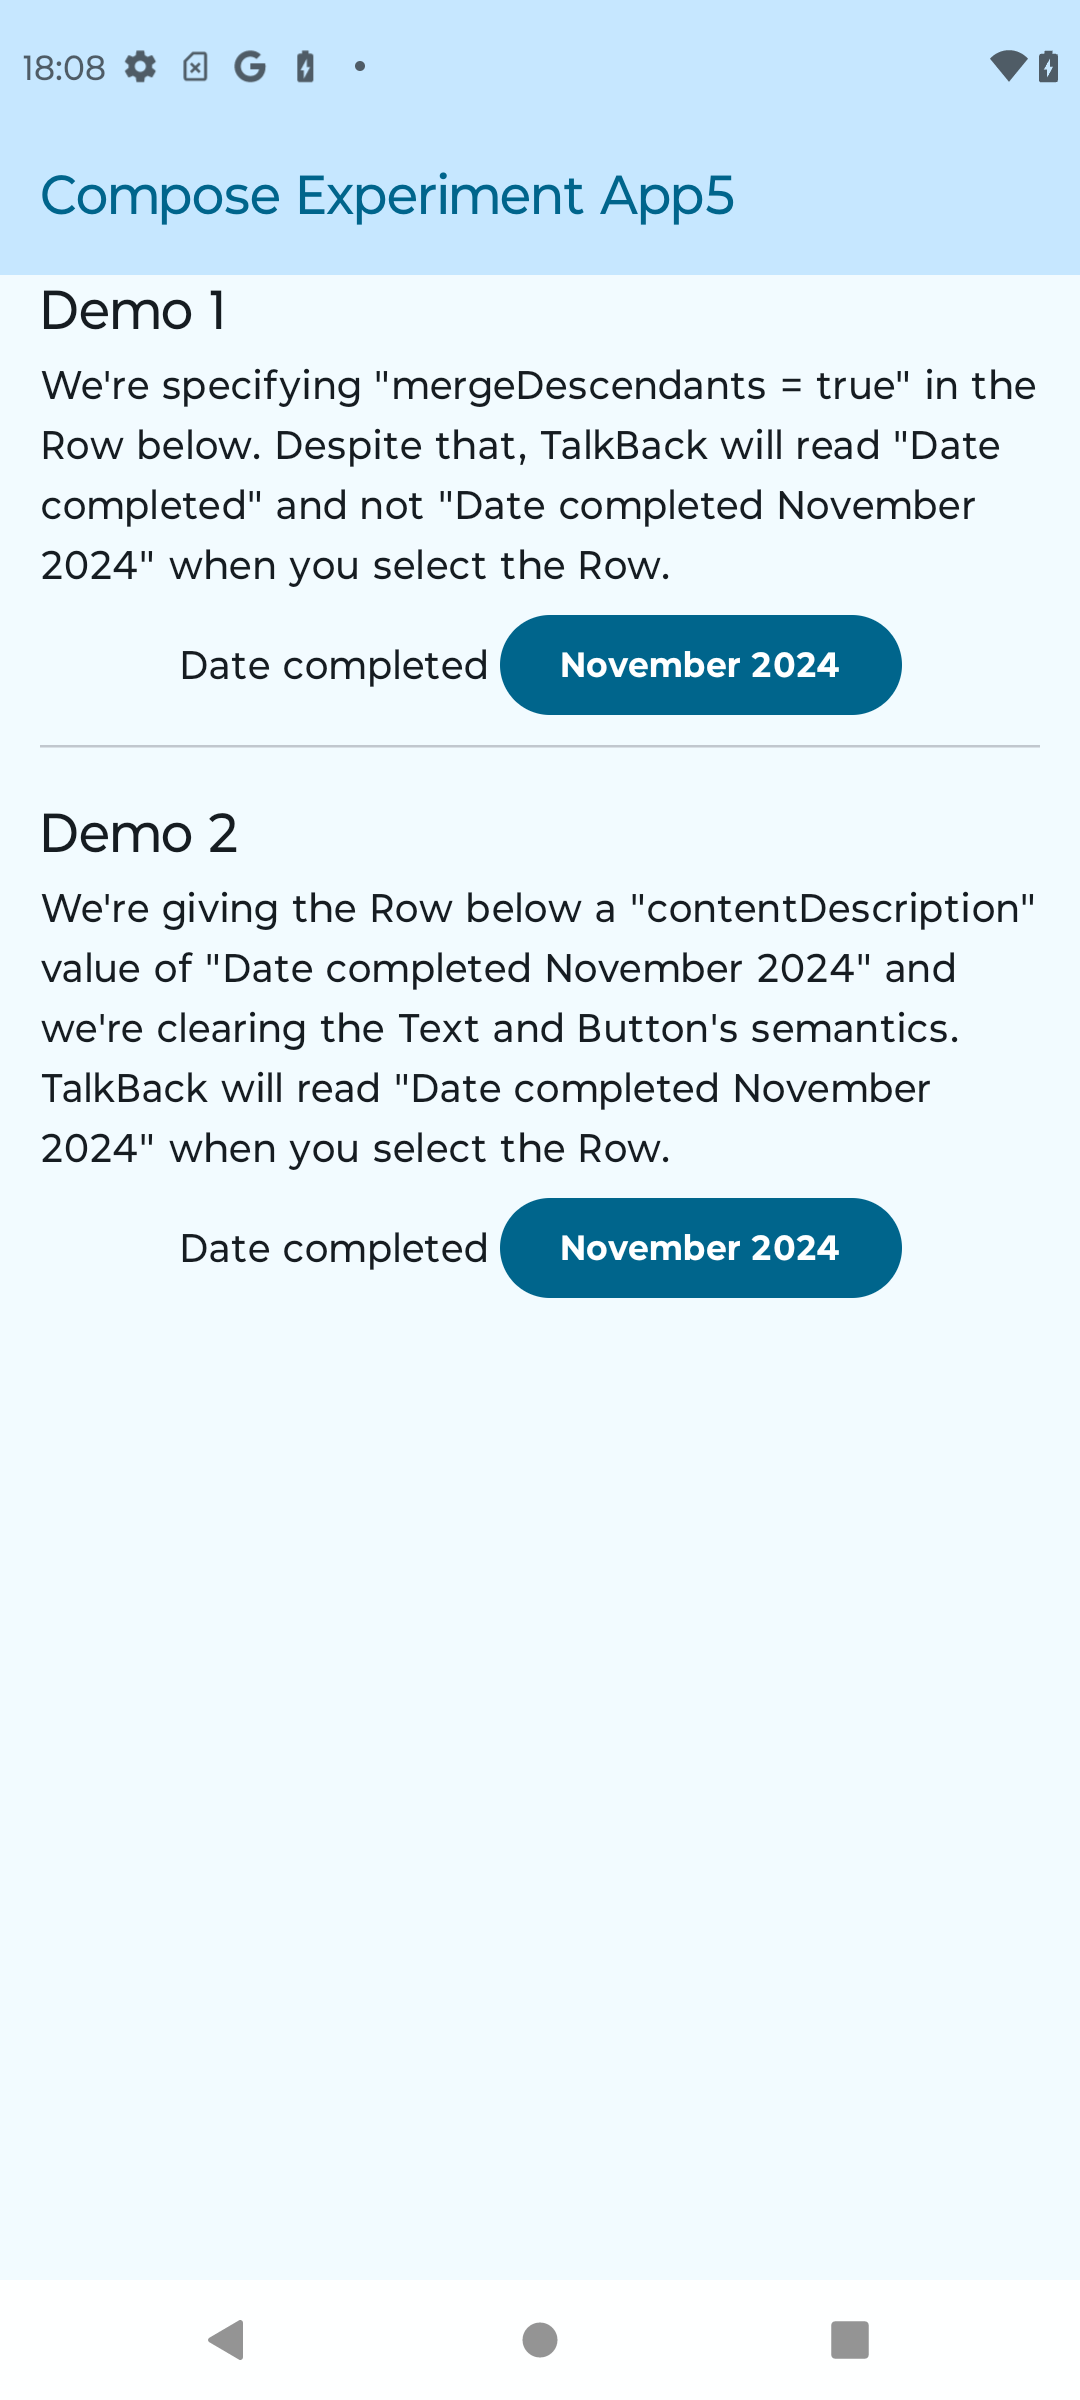 18:08
Compose Experiment App5
Demo 1
We're specifying "mergeDescendants = true" in the
Row below. Despite that, TalkBack will read "Date
completed" and not "Date completed November
2024" when you select the Row.
Date completed November 2024
Demo 2
We're giving the Row below a "contentDescription"
value of "Date completed November 2024" and
we're clearing the Text and Button's semantics.
TalkBack will read "Date completed November
2024" when you select the Row.
Date completed November 2024